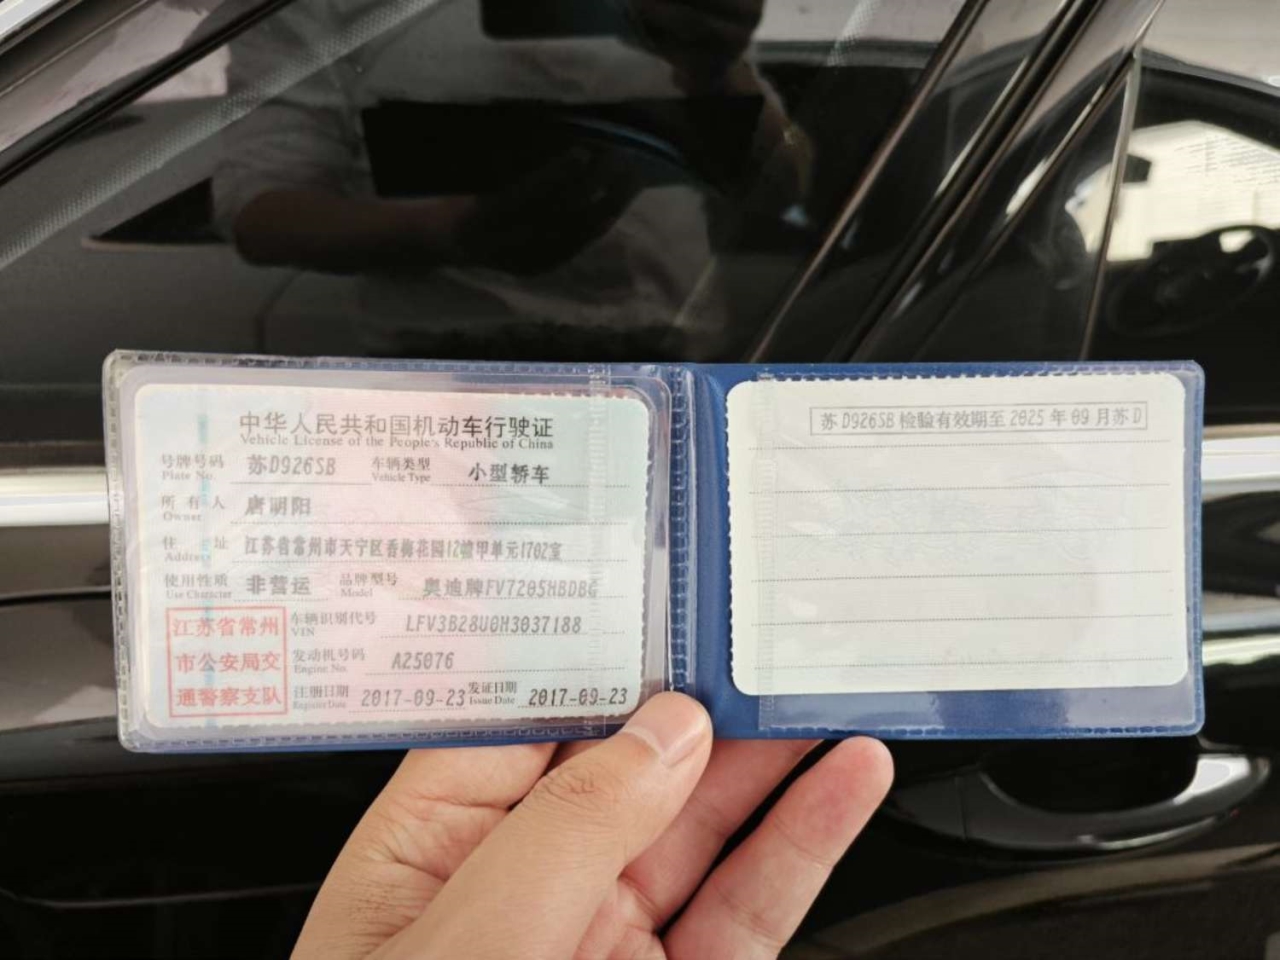 中华人民共和国机动车行驶证
Vehicle License of the People's Republic of China
号牌号码 苏D926SB 车辆类型 小型轿车
Plate No. Vehicle Type
所有人 唐明阳
Owner
住址 江苏省常州市天宁区香梅花园12幢甲单元1702室
Address
使用性质 非营运 品牌型号 奥迪牌FV7205HBDBG
Use Character Model
江苏省常州
市公安局交
通警察支队
车辆识别代号 LFV3B28U0H3037188
VIN
发动机号码 A25076
Engine No.
注册日期 2017-09-23 发证日期 2017-09-23
Register Date Issue Date
苏D926SB检验有效期至2025年09月苏D